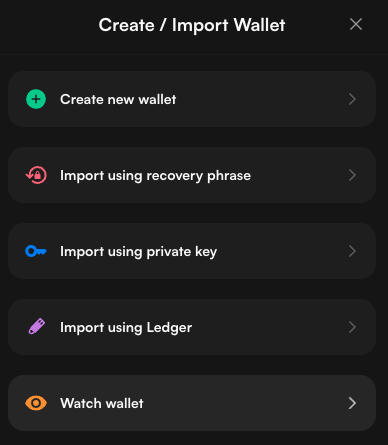 Create / Import Wallet
Create new wallet
Import using recovery phrase
Import using private key
Import using Ledger
Watch wallet